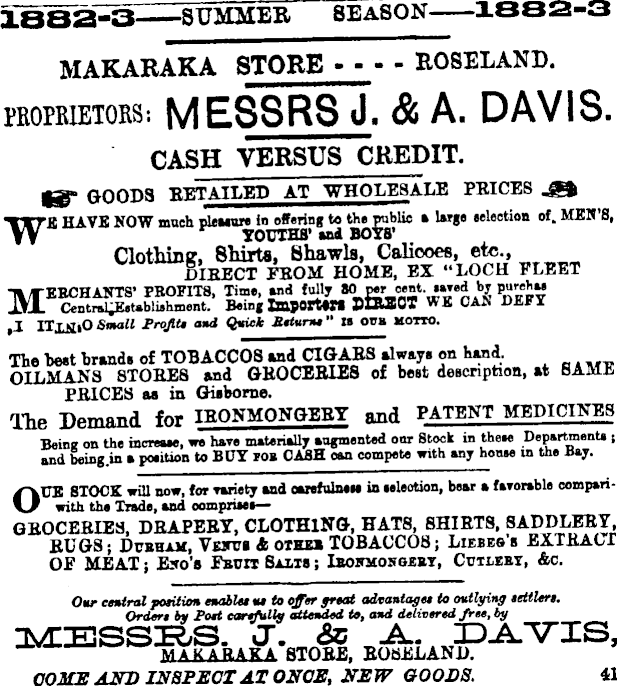 1882-3—SUMMER SEASON—1882-3
MAKARAKA STORE - - - - ROSELAND.
PROPRIETORS: MESSRS J. & A. DAVIS.
CASH VERSUS CREDIT.
GOODS RETAILED AT WHOLESALE PRICES
WE HAVE NOW much pleasure in offering to the public a large selection of. MEN'S,
YOUTHS' and BOYS'
Clothing, Shirts, Shawls, Calicoes, etc.,
DIRECT FROM HOME, EX "LOCH FLEET
MERCHANTS' PROFITS, Time, and fully 30 per cent. saved by purchas
Central Establishment. Being Importers DIRECT WE CAN DEFY
Small Profits and Quick Returns" IS OUR MOTTO.
The best brands of TOBACCOS and CIGARS always on hand.
OILMANS STORES and GROCERIES of best description, at SAME
PRICES as in Gisborne.
The Demand for IRONMONGERY and PATENT MEDICINES
Being on the increase, we have materially augmented our Stock in these Departments ;
and being in a position to BUY FOR CASH can compete with any house in the Bay.
OUR STOCK will now, for variety and carefulness in selection, bear a favorable compari-
with the Trade, and comprises—
GROCERIES, DRAPERY, CLOTHING, HATS, SHIRTS, SADDLERY,
RUGS; DURHAM, VENUS & OTHER TOBACCOS; LIEBEG'S EXTRACT
OF MEAT; ENO'S FRUIT SALTS; IRONMONGERY, CUTLERY, &C.
Our central position enables us to offer great advantages to outlying settlers.
Orders by Post carefully attended to, and delivered free, by
MESSRS. J. & A. DAVIS,
MAKARAKA STORE, ROSELAND.
COME AND INSPECT AT ONCE, NEW GOODS. 41